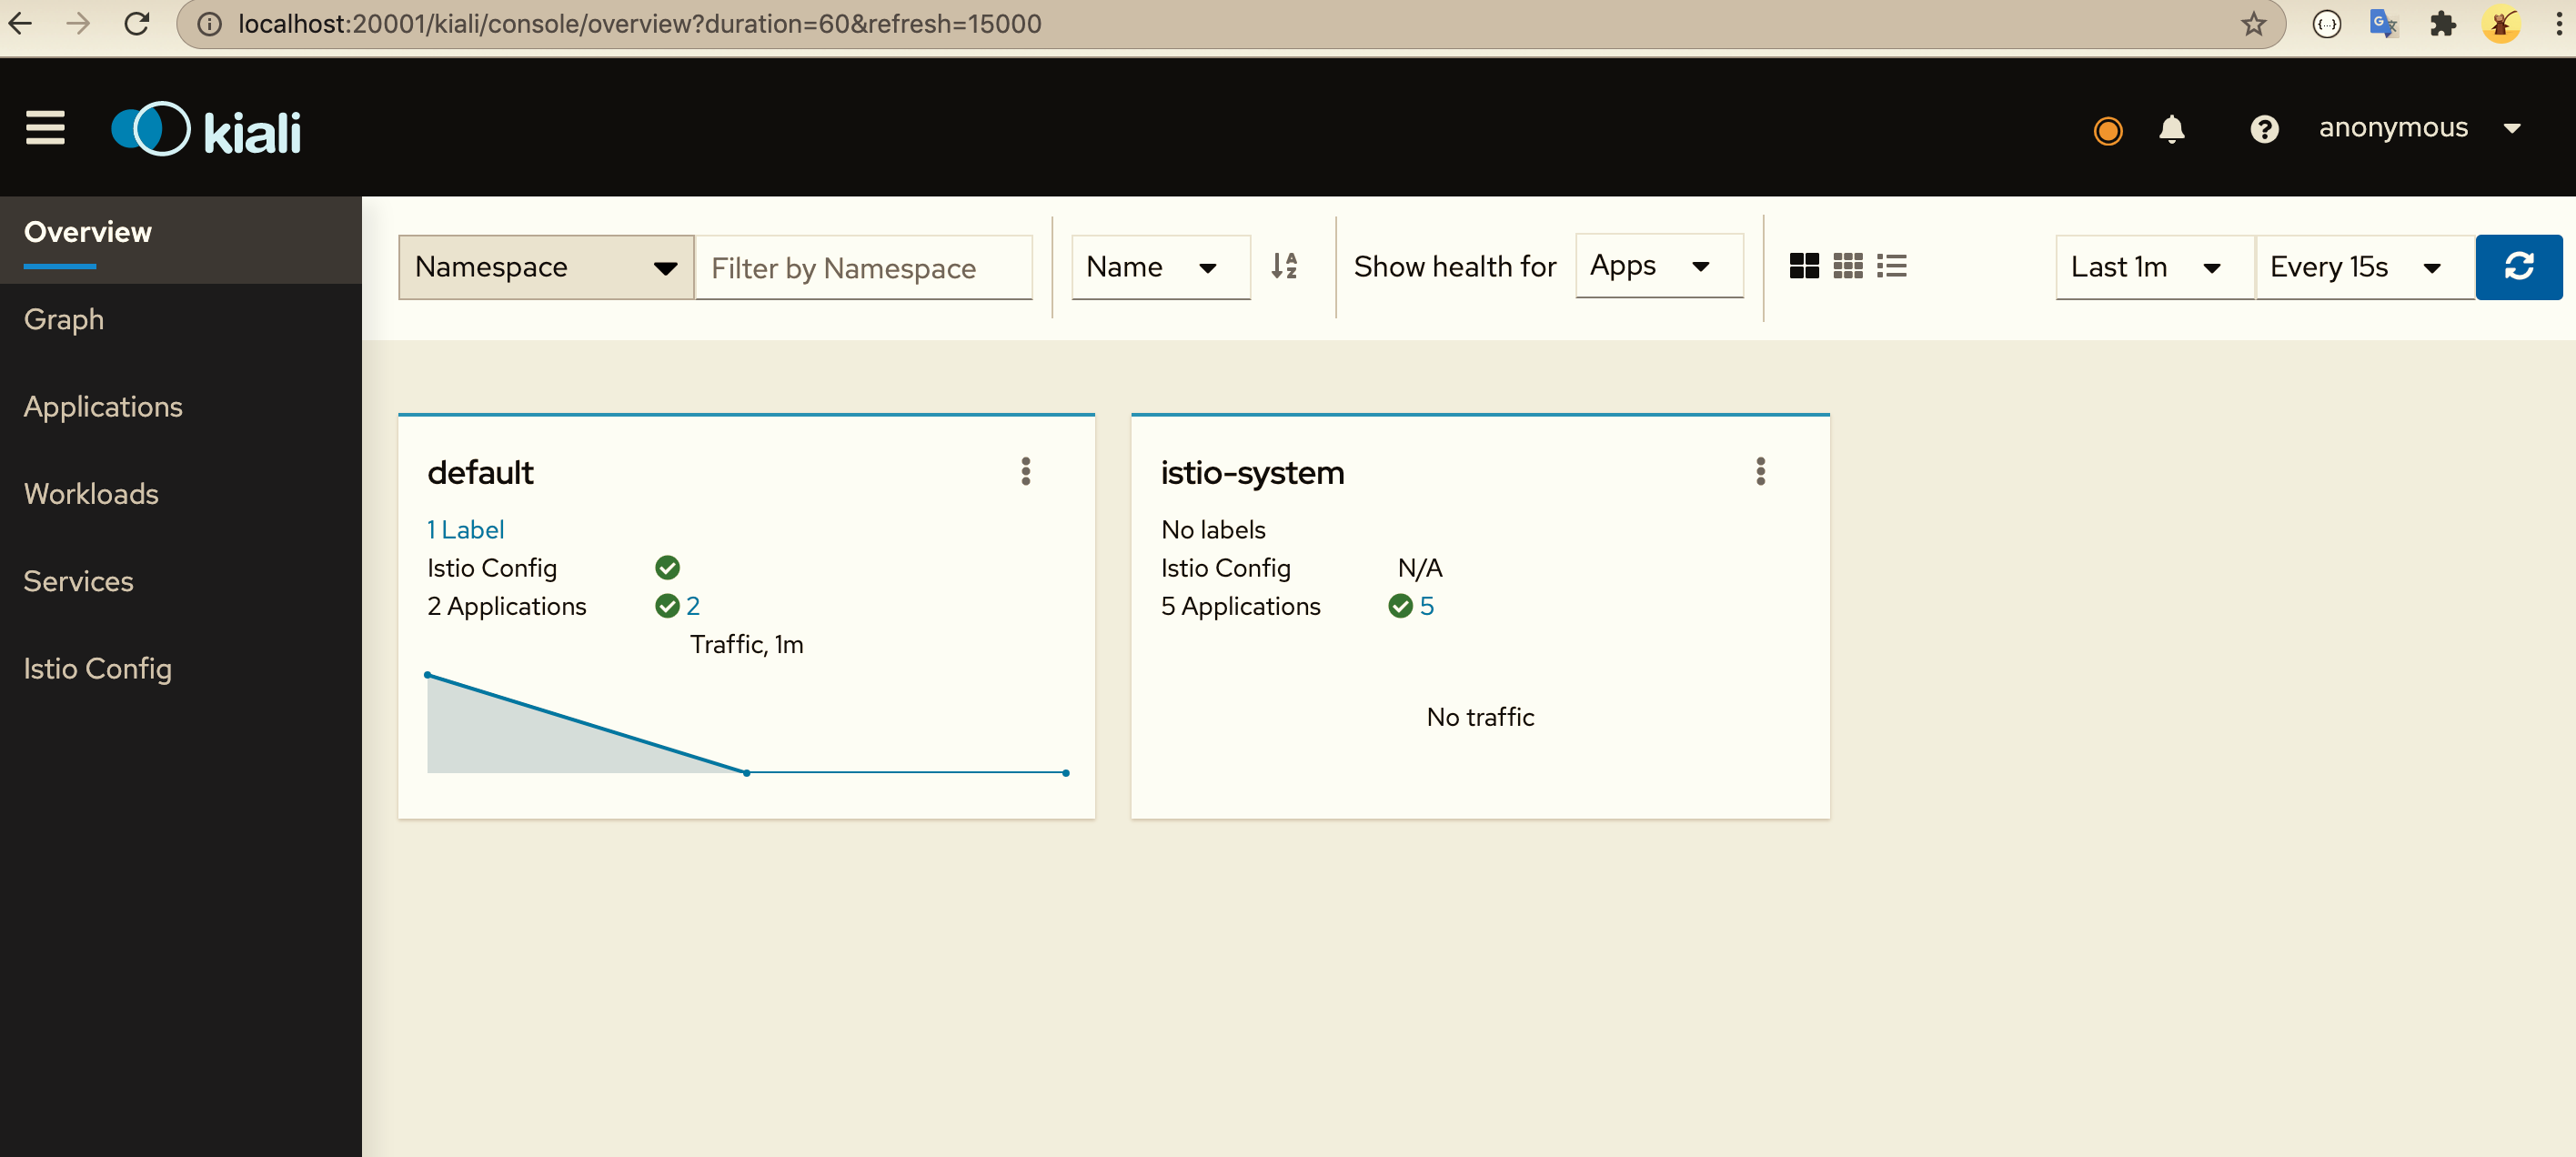 localhost:20001/kiali/console/overview?duration=60&refresh=15000
kiali
anonymous
Overview
Graph
Applications
Workloads
Services
Istio Config
Namespace
Filter by Namespace
Name
Show health for
Apps
Last 1m
Every 15s
default
1 Label
Istio Config
2 Applications 2
Traffic, 1m
istio-system
No labels
Istio Config N/A
5 Applications 5
No traffic